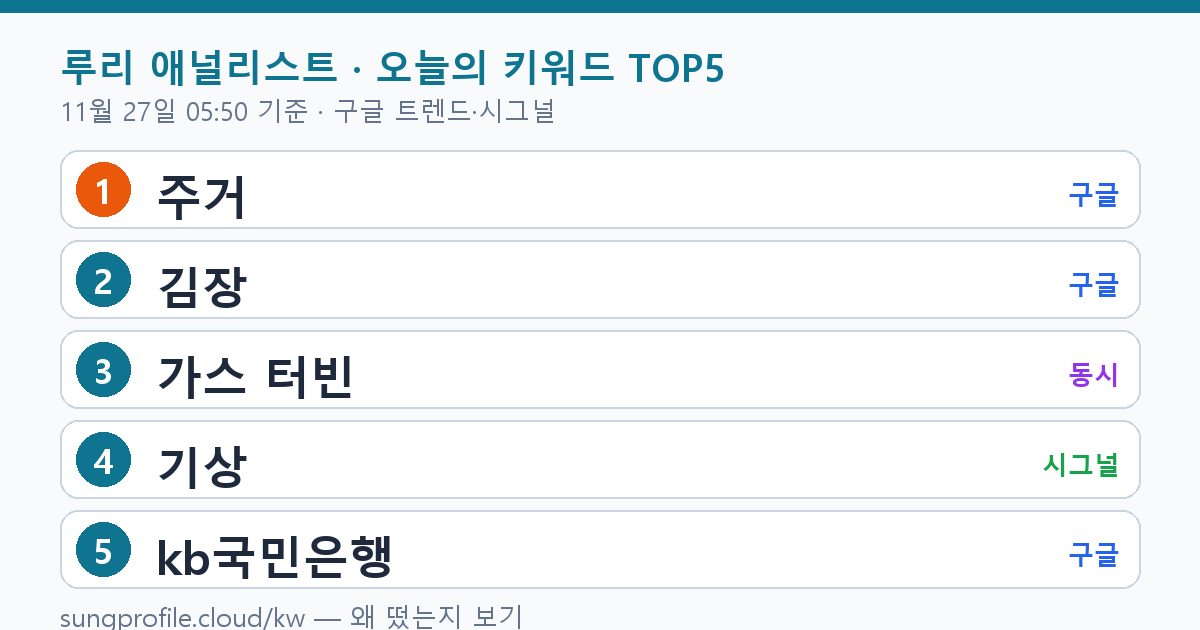 루리 애널리스트 · 오늘의 키워드 TOP5
11월 27일 05:50 기준 · 구글 트렌드·시그널
1 주거 구글
2 김장 구글
3 가스 터빈 동시
4 기상 시그널
5 kb국민은행 구글
sungprofile.cloud/kw — 왜 떴는지 보기